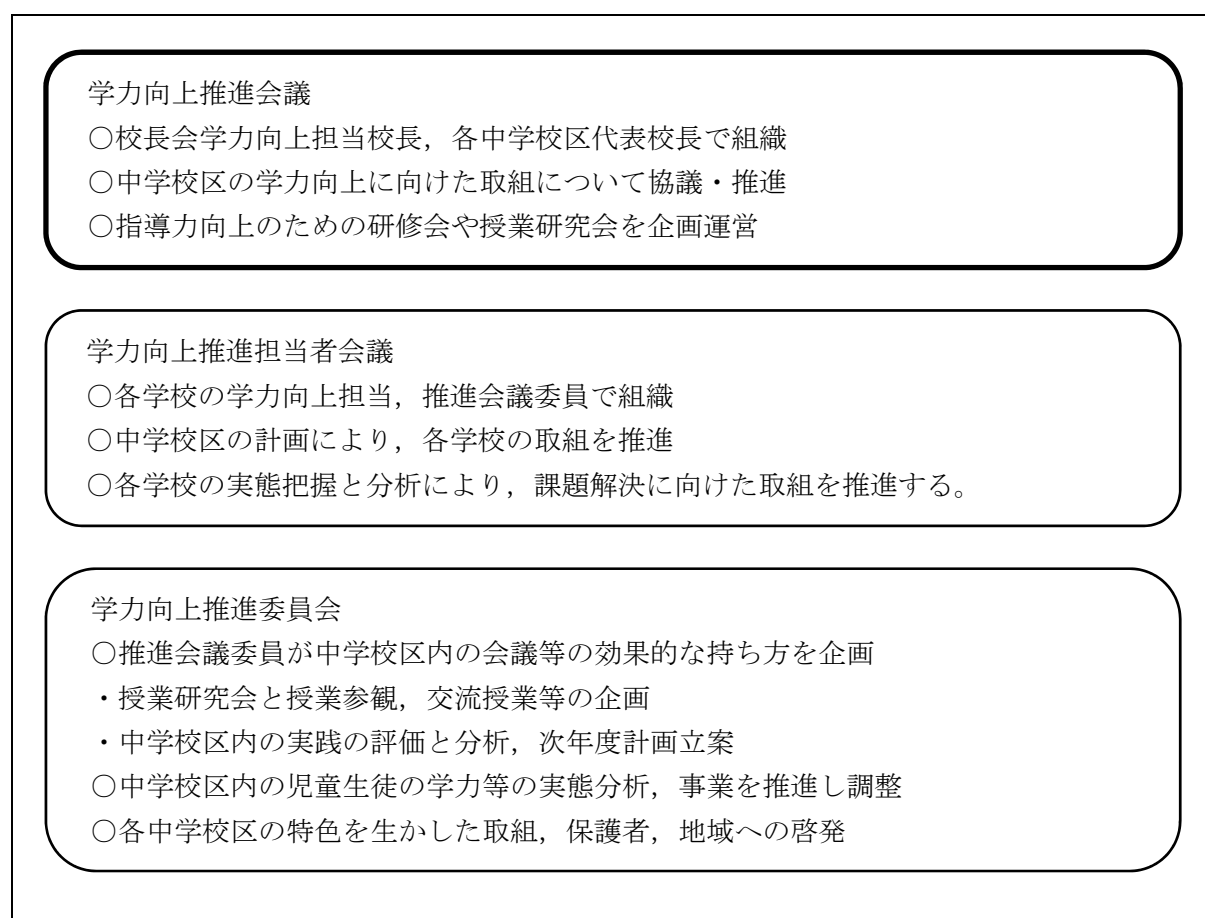 学力向上推進会議
○校長会学力向上担当校長，各中学校区代表校長で組織
○中学校区の学力向上に向けた取組について協議・推進
○指導力向上のための研修会や授業研究会を企画運営
学力向上推進担当者会議
○各学校の学力向上担当，推進会議委員で組織
○中学校区の計画により，各学校の取組を推進
○各学校の実態把握と分析により，課題解決に向けた取組を推進する。
学力向上推進委員会
○推進会議委員が中学校区内の会議等の効果的な持ち方を企画
・授業研究会と授業参観，交流授業等の企画
・中学校区内の実践の評価と分析，次年度計画立案
○中学校区内の児童生徒の学力等の実態分析，事業を推進し調整
○各中学校区の特色を生かした取組，保護者，地域への啓発